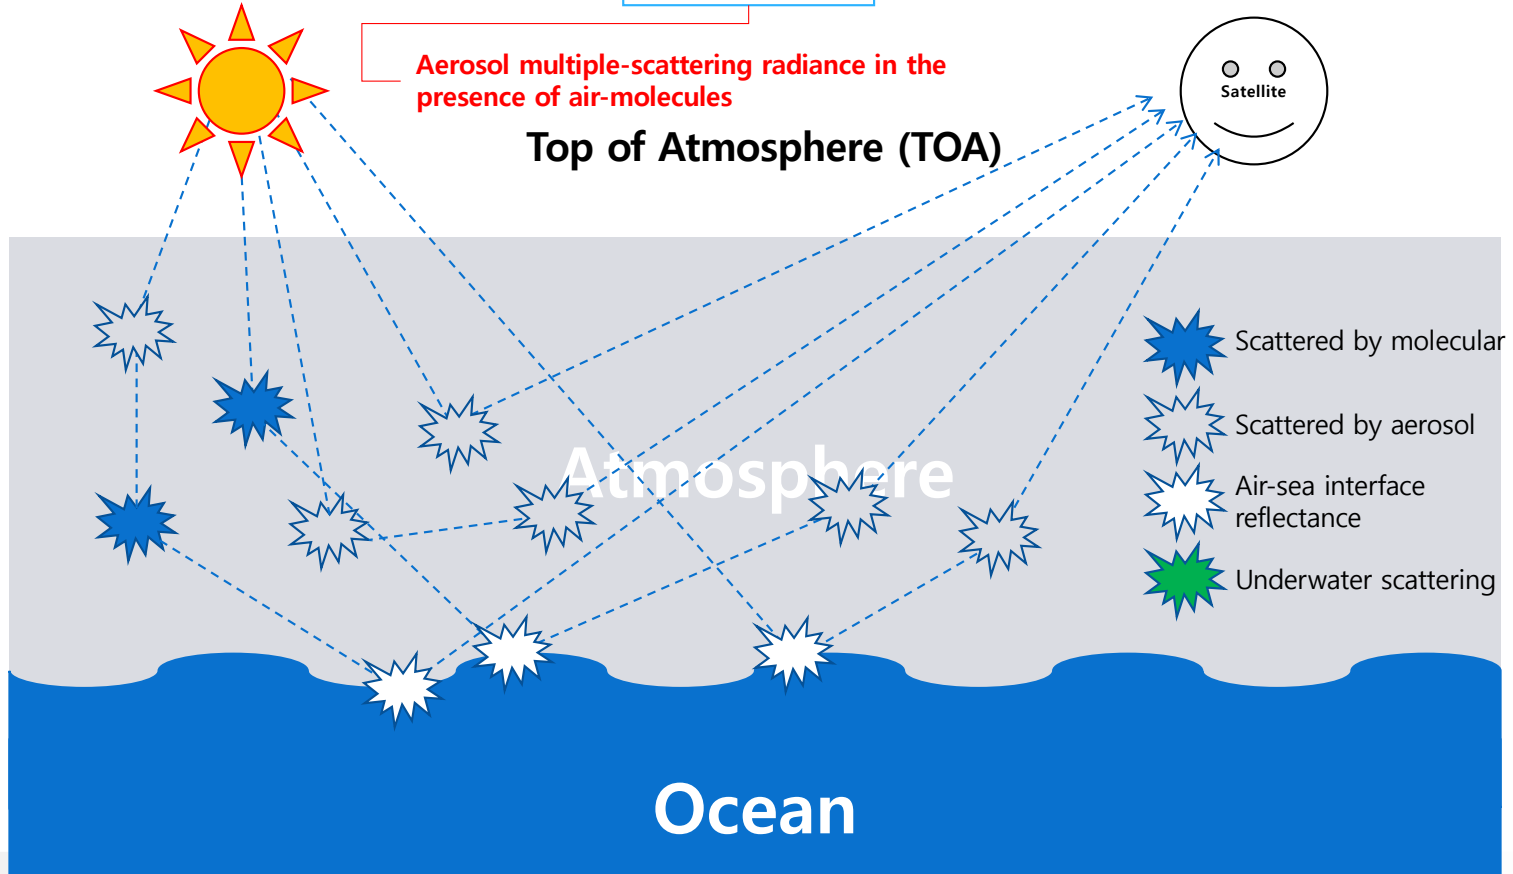 Aerosol multiple-scattering radiance in the
presence of air-molecules
Satellite
Top of Atmosphere (TOA)
Scattered by molecular
Scattered by aerosol
Atmosphere
Air-sea interface
reflectance
Underwater scattering
Ocean